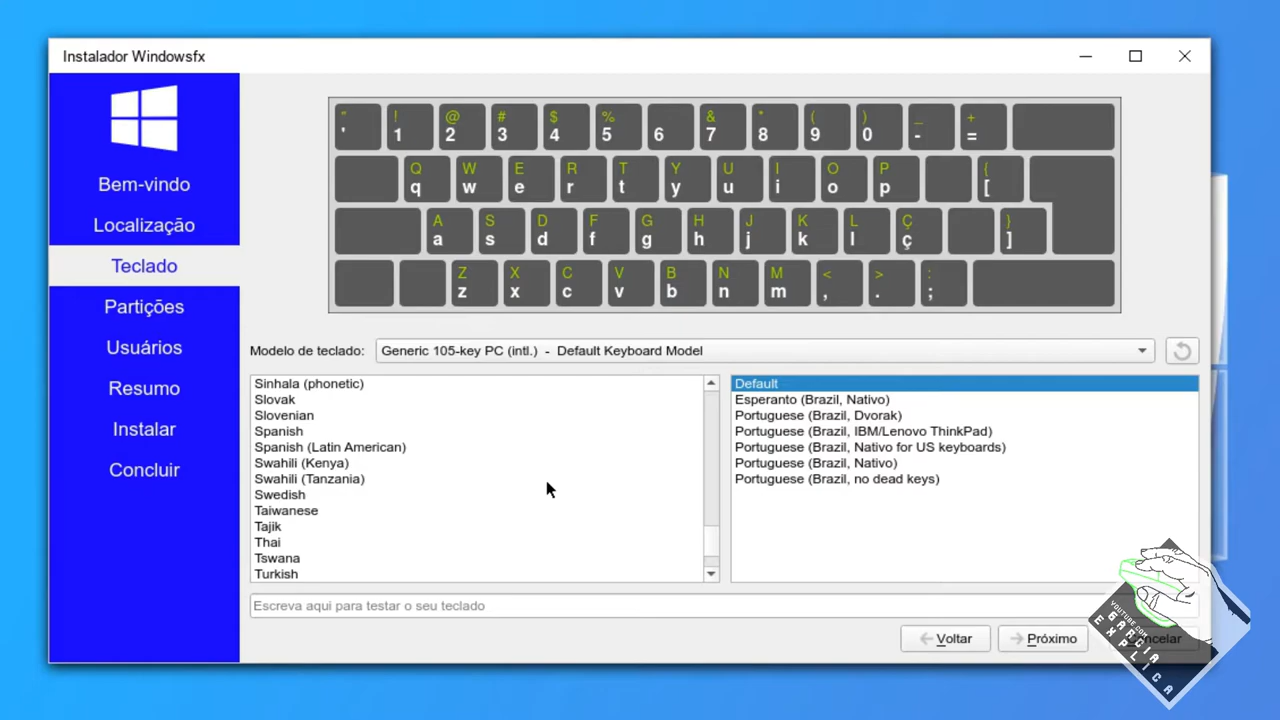 Instalador Windowsfx
Bem-vindo
Localização
Teclado
Partições
Usuários
Resumo
Instalar
Concluir
" ! @ # $ % & * ( ) _ +
' 1 2 3 4 5 6 7 8 9 0 - =
Q W E R T Y U I O P {
q w e r t y u i o p [
A S D F G H J K L Ç }
a s d f g h j k l ç ]
Z X C V B N M < > :
z x c v b n m , . ;
Modelo de teclado: Generic 105-key PC (intl.) - Default Keyboard Model
Sinhala (phonetic)
Slovak
Slovenian
Spanish
Spanish (Latin American)
Swahili (Kenya)
Swahili (Tanzania)
Swedish
Taiwanese
Tajik
Thai
Tswana
Turkish
Default
Esperanto (Brazil, Nativo)
Portuguese (Brazil, Dvorak)
Portuguese (Brazil, IBM/Lenovo ThinkPad)
Portuguese (Brazil, Nativo for US keyboards)
Portuguese (Brazil, Nativo)
Portuguese (Brazil, no dead keys)
Escreva aqui para testar o seu teclado
Voltar
Próximo
YOUTUBE.COM
GARCIA
EXPLICA